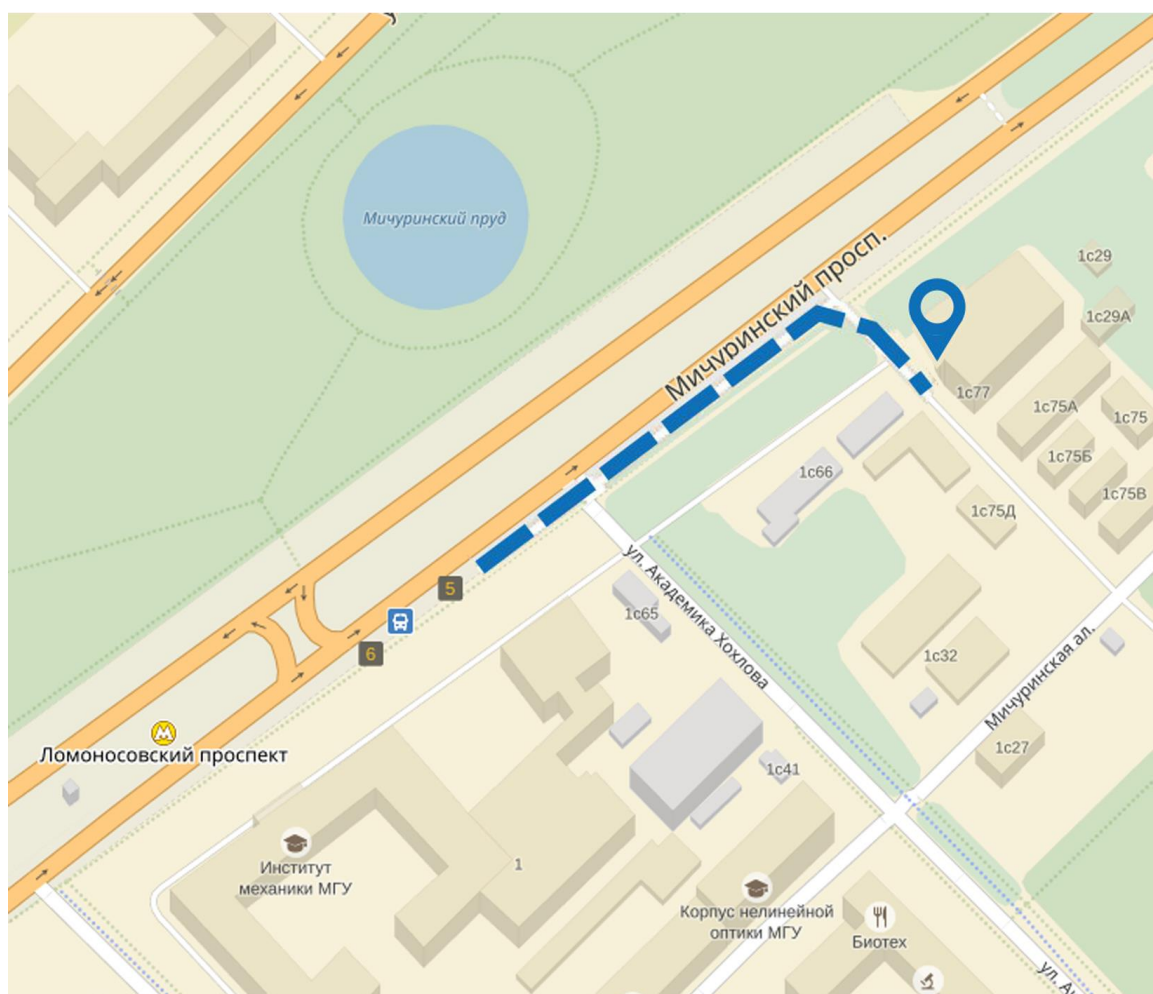 Мичуринский пруд
Мичуринский просп.
1с29
1с29А
1с77
1с75А
1с75
1с75Б
1с75В
1с66
1с75Д
5
6
1с65
ул. Академика Хохлова
1с32
Мичуринская ал.
1с27
Ломоносовский проспект
1с41
1
Институт
механики МГУ
Корпус нелинейной
оптики МГУ
Биотех